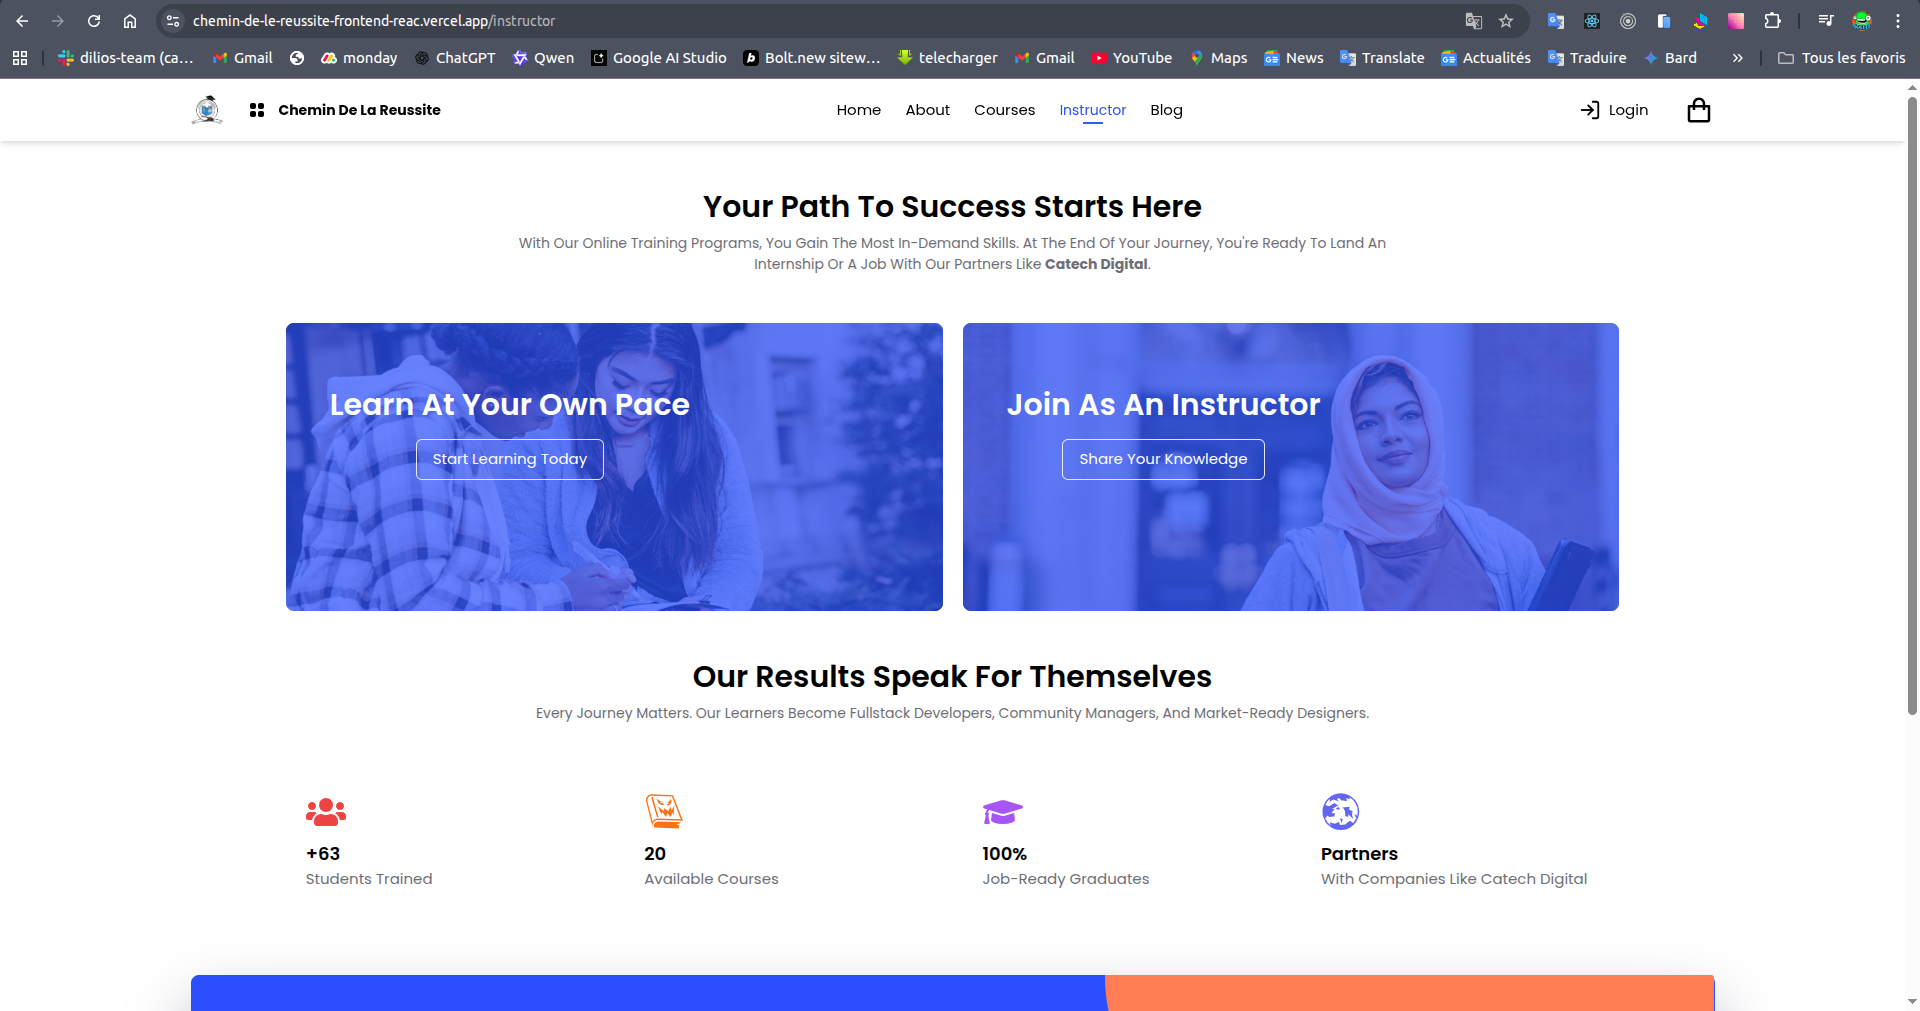 chemin-de-le-reussite-frontend-reac.vercel.app/instructor
dilios-team (ca...
Gmail
monday
ChatGPT
Qwen
Google AI Studio
Bolt.new sitew...
telecharger
Gmail
YouTube
Maps
News
Translate
Actualités
Traduire
Bard
Tous les favoris
Chemin De La Reussite
Home
About
Courses
Instructor
Blog
Login
Your Path To Success Starts Here
With Our Online Training Programs, You Gain The Most In-Demand Skills. At The End Of Your Journey, You're Ready To Land An
Internship Or A Job With Our Partners Like Catech Digital.
Learn At Your Own Pace
Start Learning Today
Join As An Instructor
Share Your Knowledge
Our Results Speak For Themselves
Every Journey Matters. Our Learners Become Fullstack Developers, Community Managers, And Market-Ready Designers.
+63
Students Trained
20
Available Courses
100%
Job-Ready Graduates
Partners
With Companies Like Catech Digital